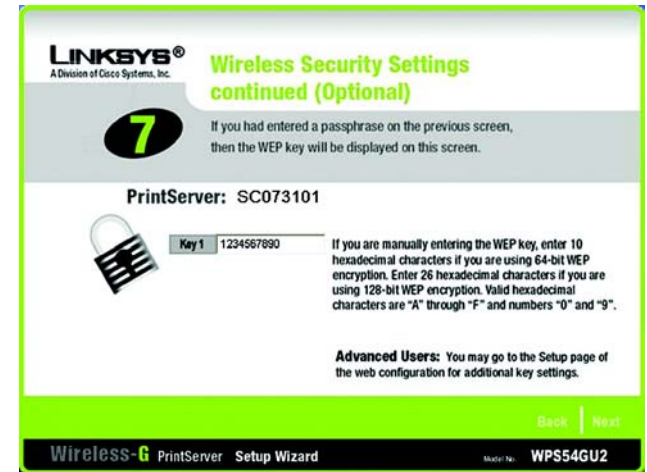 LINKSYS®
A Division of Cisco Systems, Inc.
Wireless Security Settings
continued (Optional)
7
If you had entered a passphrase on the previous screen,
then the WEP key will be displayed on this screen.
PrintServer: SC073101
Key 1 1234567890
If you are manually entering the WEP key, enter 10
hexadecimal characters if you are using 64-bit WEP
encryption. Enter 26 hexadecimal characters if you are
using 128-bit WEP encryption. Valid hexadecimal
characters are "A" through "F" and numbers "0" and "9".
Advanced Users: You may go to the Setup page of
the web configuration for additional key settings.
Back Next
Wireless-G PrintServer Setup Wizard Model No. WPS54GU2